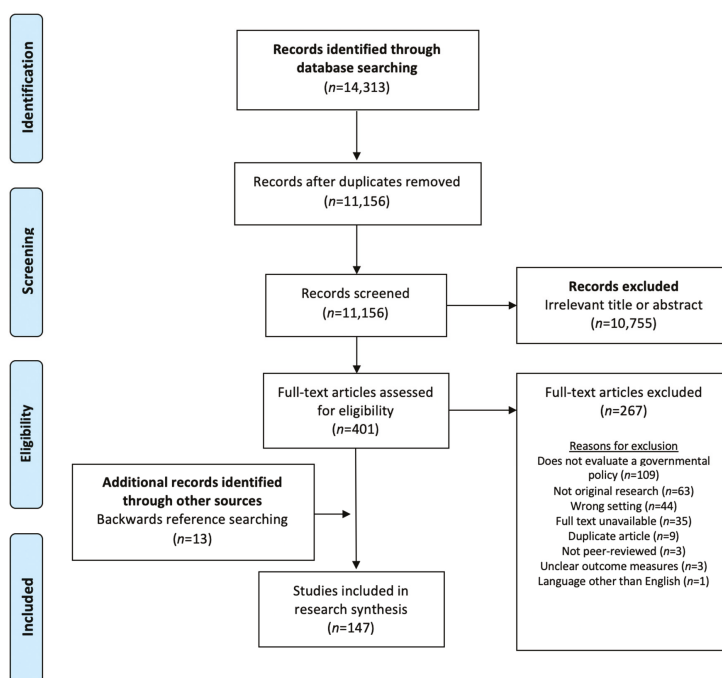 Identification
Records identified through
database searching
(n=14,313)
Records after duplicates removed
(n=11,156)
Screening
Records screened
(n=11,156)
Records excluded
Irrelevant title or abstract
(n=10,755)
Eligibility
Full-text articles assessed
for eligibility
(n=401)
Full-text articles excluded
(n=267)
Reasons for exclusion
Does not evaluate a governmental
policy (n=109)
Not original research (n=63)
Wrong setting (n=44)
Full text unavailable (n=35)
Duplicate article (n=9)
Not peer-reviewed (n=3)
Unclear outcome measures (n=3)
Language other than English (n=1)
Additional records identified
through other sources
Backwards reference searching
(n=13)
Included
Studies included in
research synthesis
(n=147)